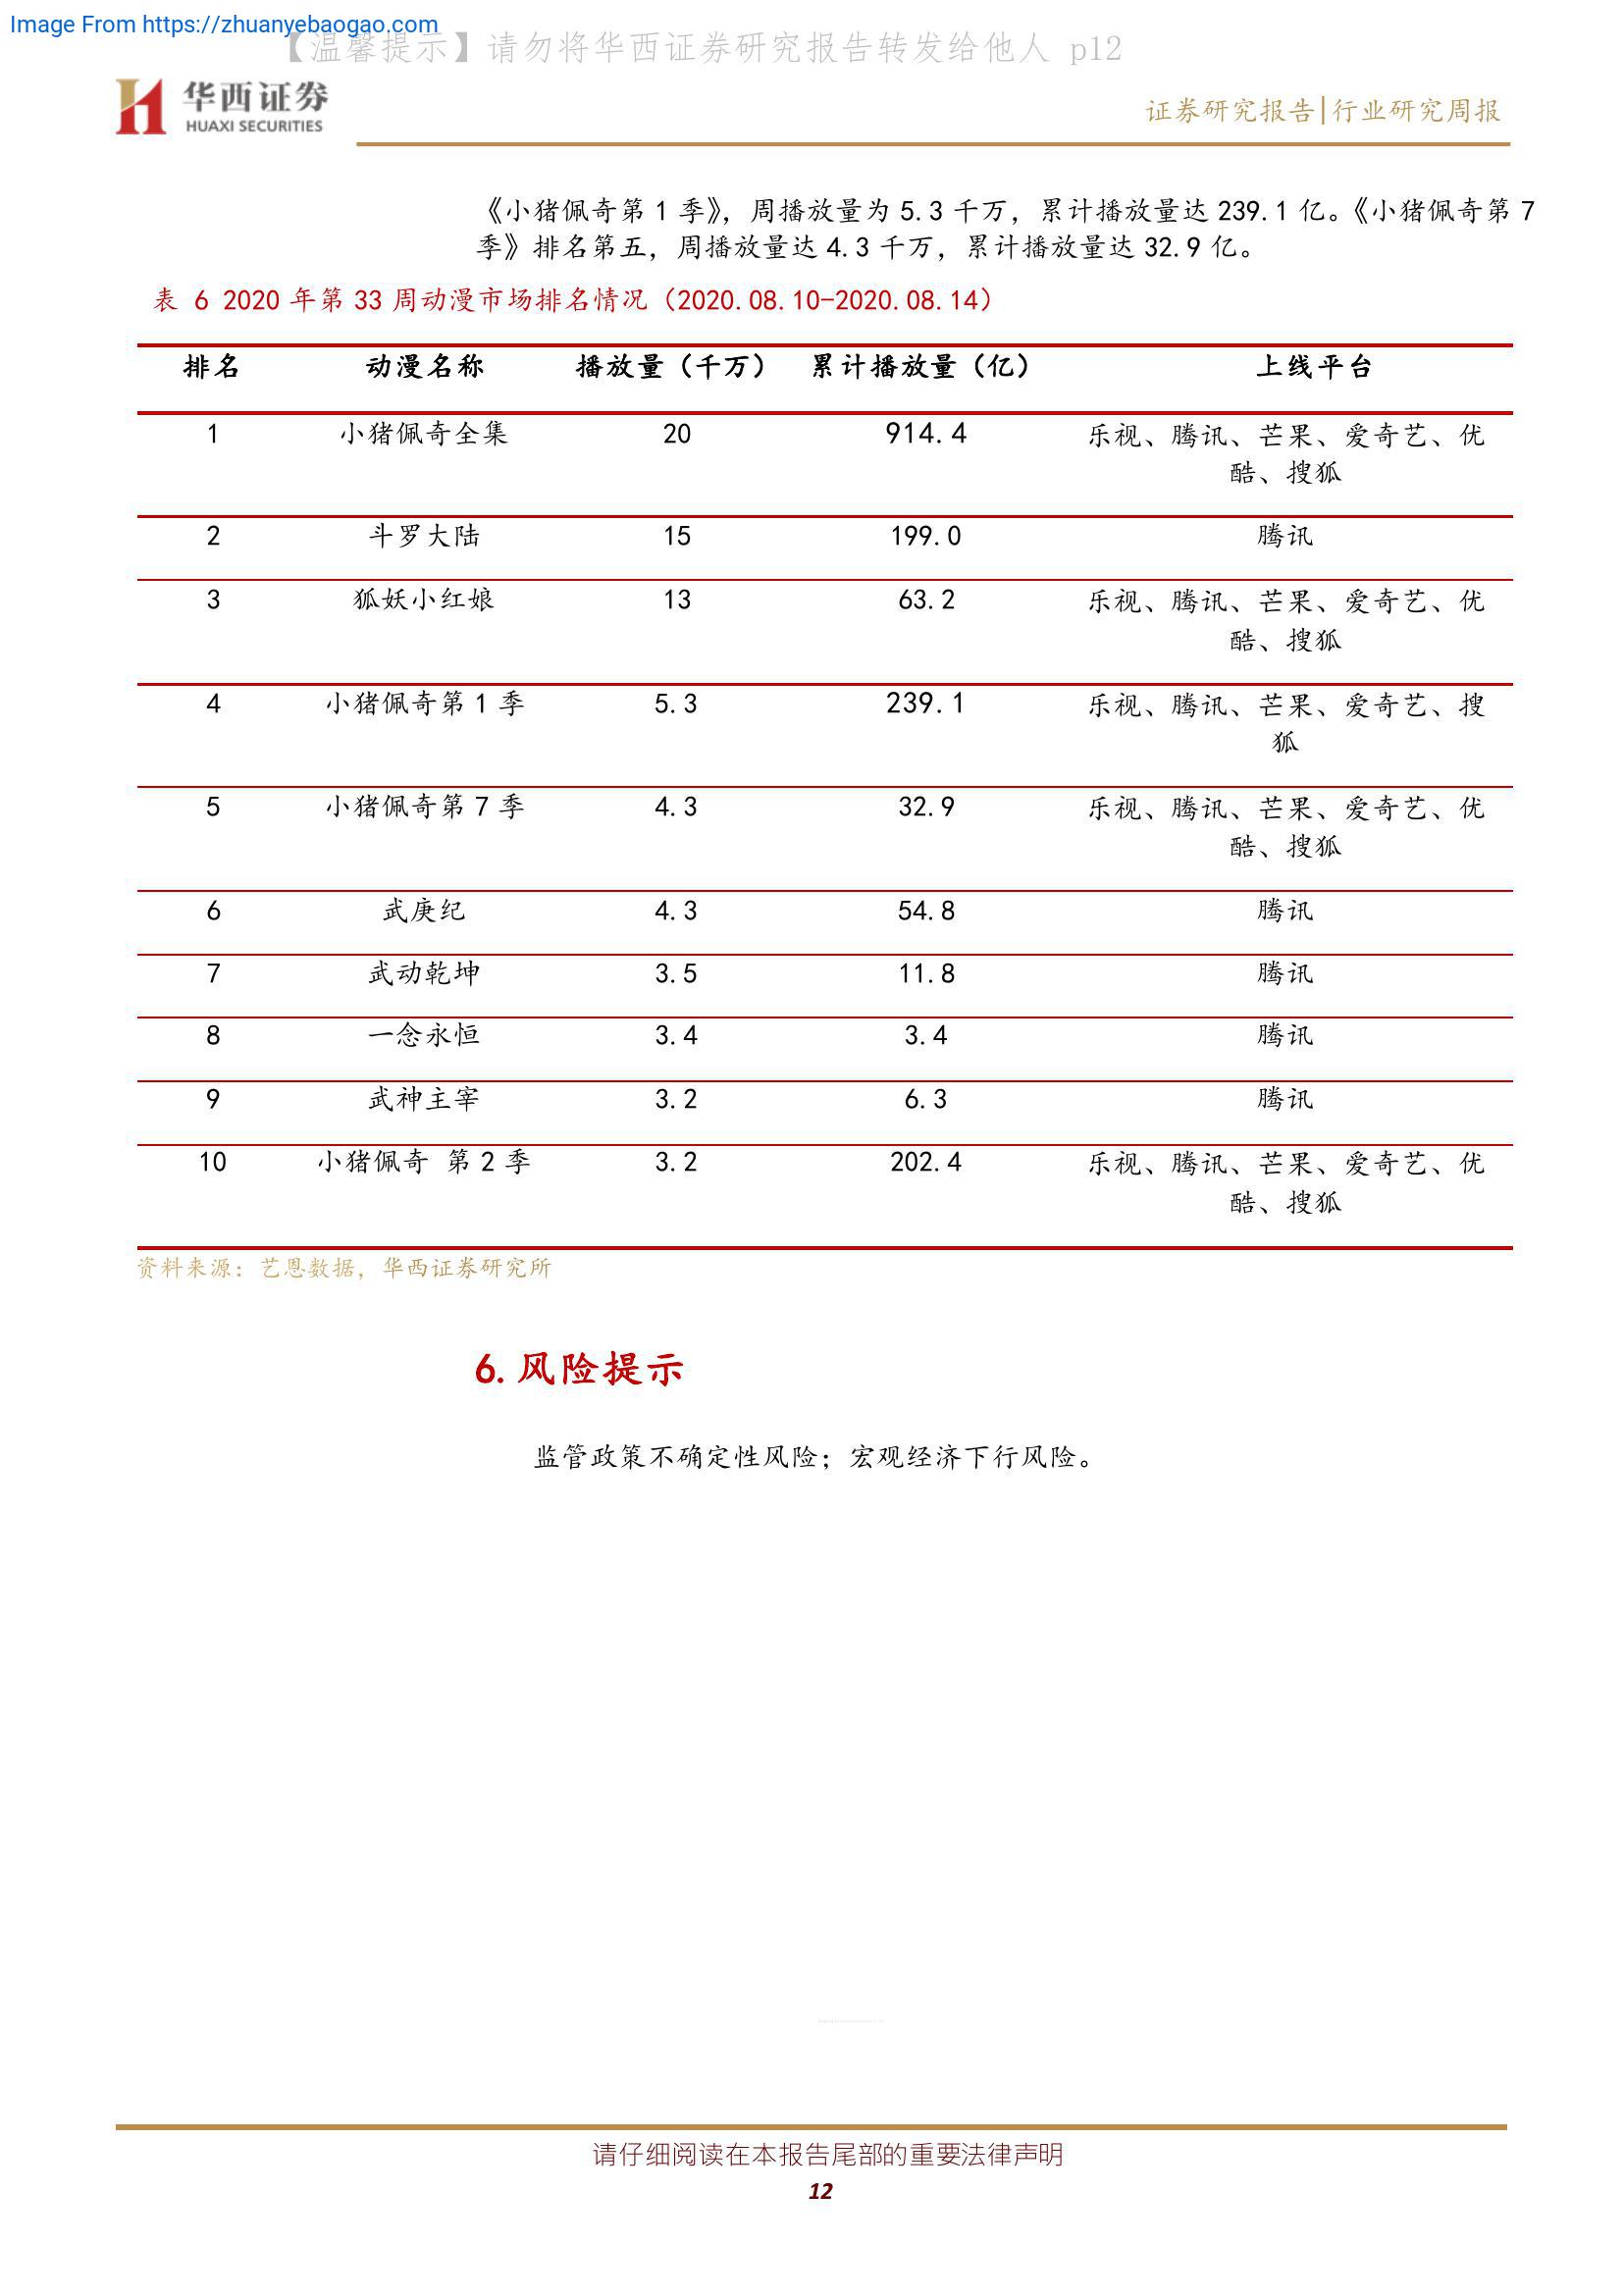 Image From https://zhuanyebaogao.com
【温馨提示】请勿将华西证券研究报告转发给他人 p12
华西证券
HUAXI SECURITIES
证券研究报告|行业研究周报
《小猪佩奇第 1 季》，周播放量为 5.3 千万，累计播放量达 239.1 亿。《小猪佩奇第 7
季》排名第五，周播放量达 4.3 千万，累计播放量达 32.9 亿。
表 6 2020 年第 33 周动漫市场排名情况（2020.08.10-2020.08.14）
排名 动漫名称 播放量（千万） 累计播放量（亿） 上线平台
1 小猪佩奇全集 20 914.4 乐视、腾讯、芒果、爱奇艺、优
酷、搜狐
2 斗罗大陆 15 199.0 腾讯
3 狐妖小红娘 13 63.2 乐视、腾讯、芒果、爱奇艺、优
酷、搜狐
4 小猪佩奇第 1 季 5.3 239.1 乐视、腾讯、芒果、爱奇艺、搜
狐
5 小猪佩奇第 7 季 4.3 32.9 乐视、腾讯、芒果、爱奇艺、优
酷、搜狐
6 武庚纪 4.3 54.8 腾讯
7 武动乾坤 3.5 11.8 腾讯
8 一念永恒 3.4 3.4 腾讯
9 武神主宰 3.2 6.3 腾讯
10 小猪佩奇 第 2 季 3.2 202.4 乐视、腾讯、芒果、爱奇艺、优
酷、搜狐
资料来源：艺恩数据，华西证券研究所
6.风险提示
监管政策不确定性风险；宏观经济下行风险。
请仔细阅读在本报告尾部的重要法律声明
12